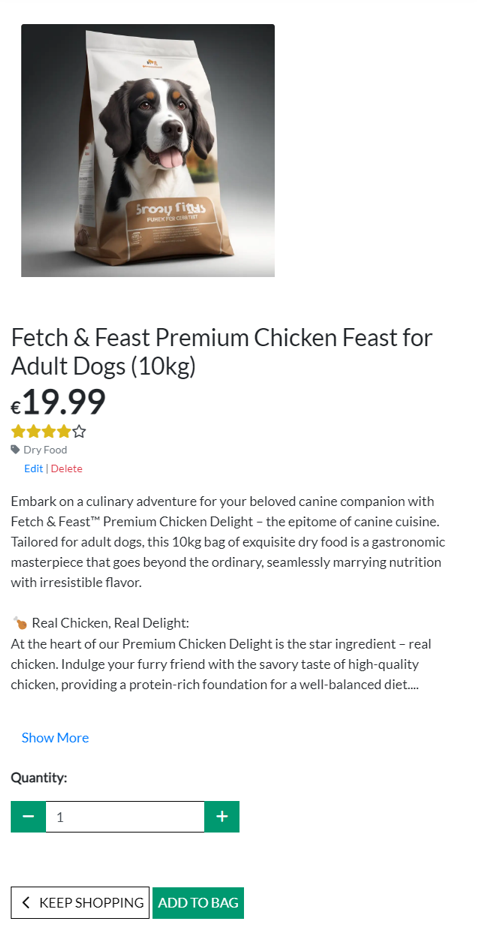 PURELY FOR COMFORT
Fetch & Feast Premium Chicken Feast for
Adult Dogs (10kg)
€19.99
Dry Food
Edit | Delete
Embark on a culinary adventure for your beloved canine companion with
Fetch & Feast™ Premium Chicken Delight – the epitome of canine cuisine.
Tailored for adult dogs, this 10kg bag of exquisite dry food is a gastronomic
masterpiece that goes beyond the ordinary, seamlessly marrying nutrition
with irresistible flavor.
🍗 Real Chicken, Real Delight:
At the heart of our Premium Chicken Delight is the star ingredient – real
chicken. Indulge your furry friend with the savory taste of high-quality
chicken, providing a protein-rich foundation for a well-balanced diet....
Show More
Quantity:
− 1 +
KEEP SHOPPING ADD TO BAG